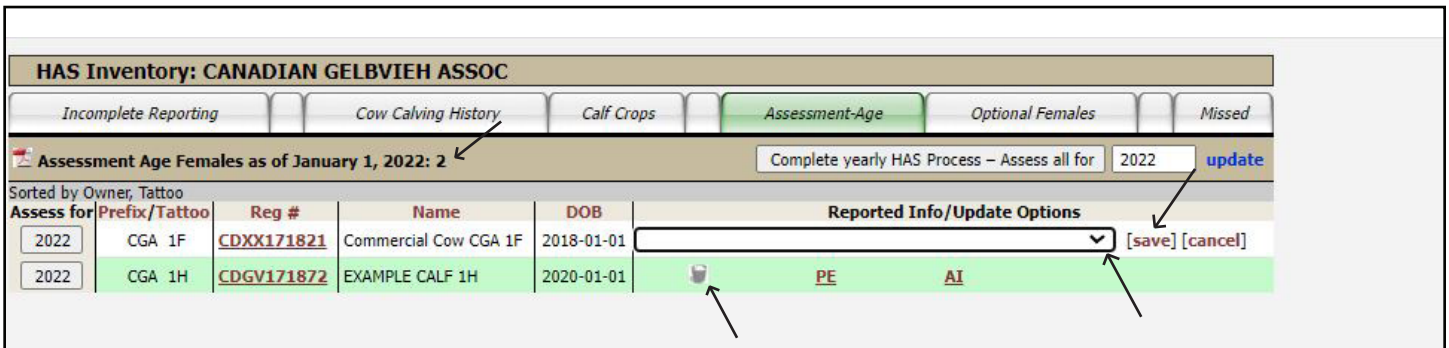 HAS Inventory: CANADIAN GELBVIEH ASSOC
Incomplete Reporting Cow Calving History Calf Crops Assessment-Age Optional Females Missed
Assessment Age Females as of January 1, 2022: 2 Complete yearly HAS Process – Assess all for 2022 update
Sorted by Owner, Tattoo
Assess for Prefix/Tattoo Reg # Name DOB Reported Info/Update Options
2022 CGA 1F CDXX171821 Commercial Cow CGA 1F 2018-01-01 [save] [cancel]
2022 CGA 1H CDGV171872 EXAMPLE CALF 1H 2020-01-01 PE AI